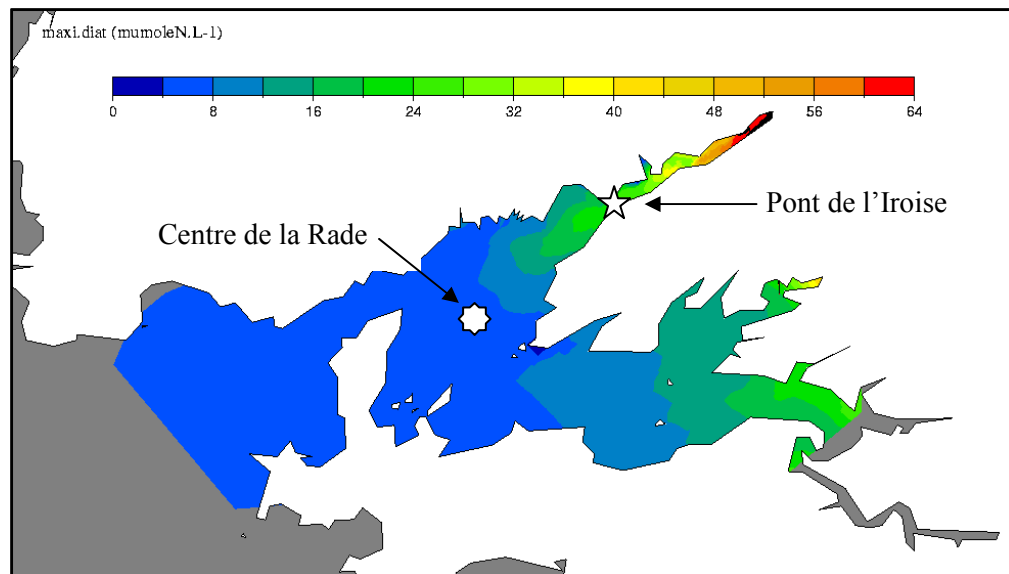 maxi.diat (mumoleN.L-1)
0 8 16 24 32 40 48 56 64
Pont de l'Iroise
Centre de la Rade